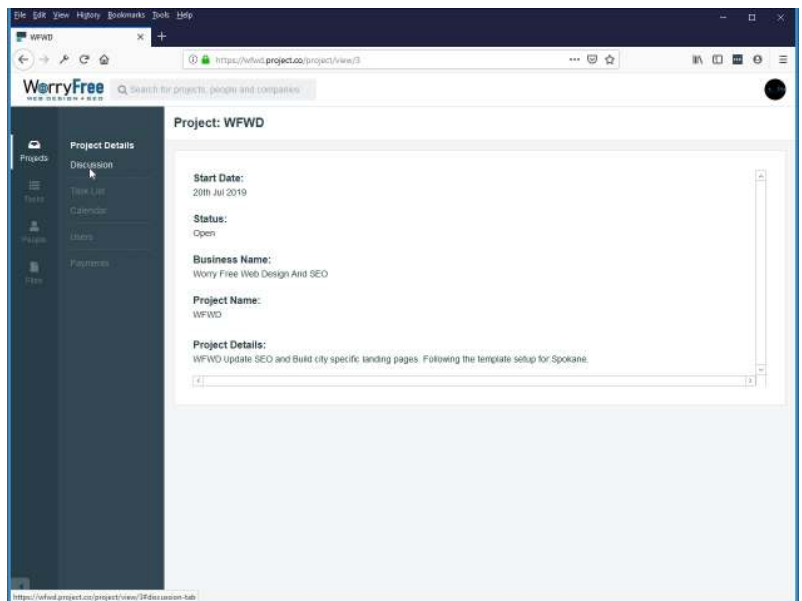 File Edit View History Bookmarks Tools Help
WFWD
https://wfwd.project.co/project/view/3
WorryFree
WEB DESIGN + SEO
Search for projects, people and companies
Project: WFWD
Projects
Tasks
People
Files
Project Details
Discussion
Task List
Calendar
Users
Payments
Start Date:
20th Jul 2019
Status:
Open
Business Name:
Worry Free Web Design And SEO
Project Name:
WFWD
Project Details:
WFWD Update SEO and Build city specific landing pages. Following the template setup for Spokane.
https://wfwd.project.co/project/view/3#discussion-tab